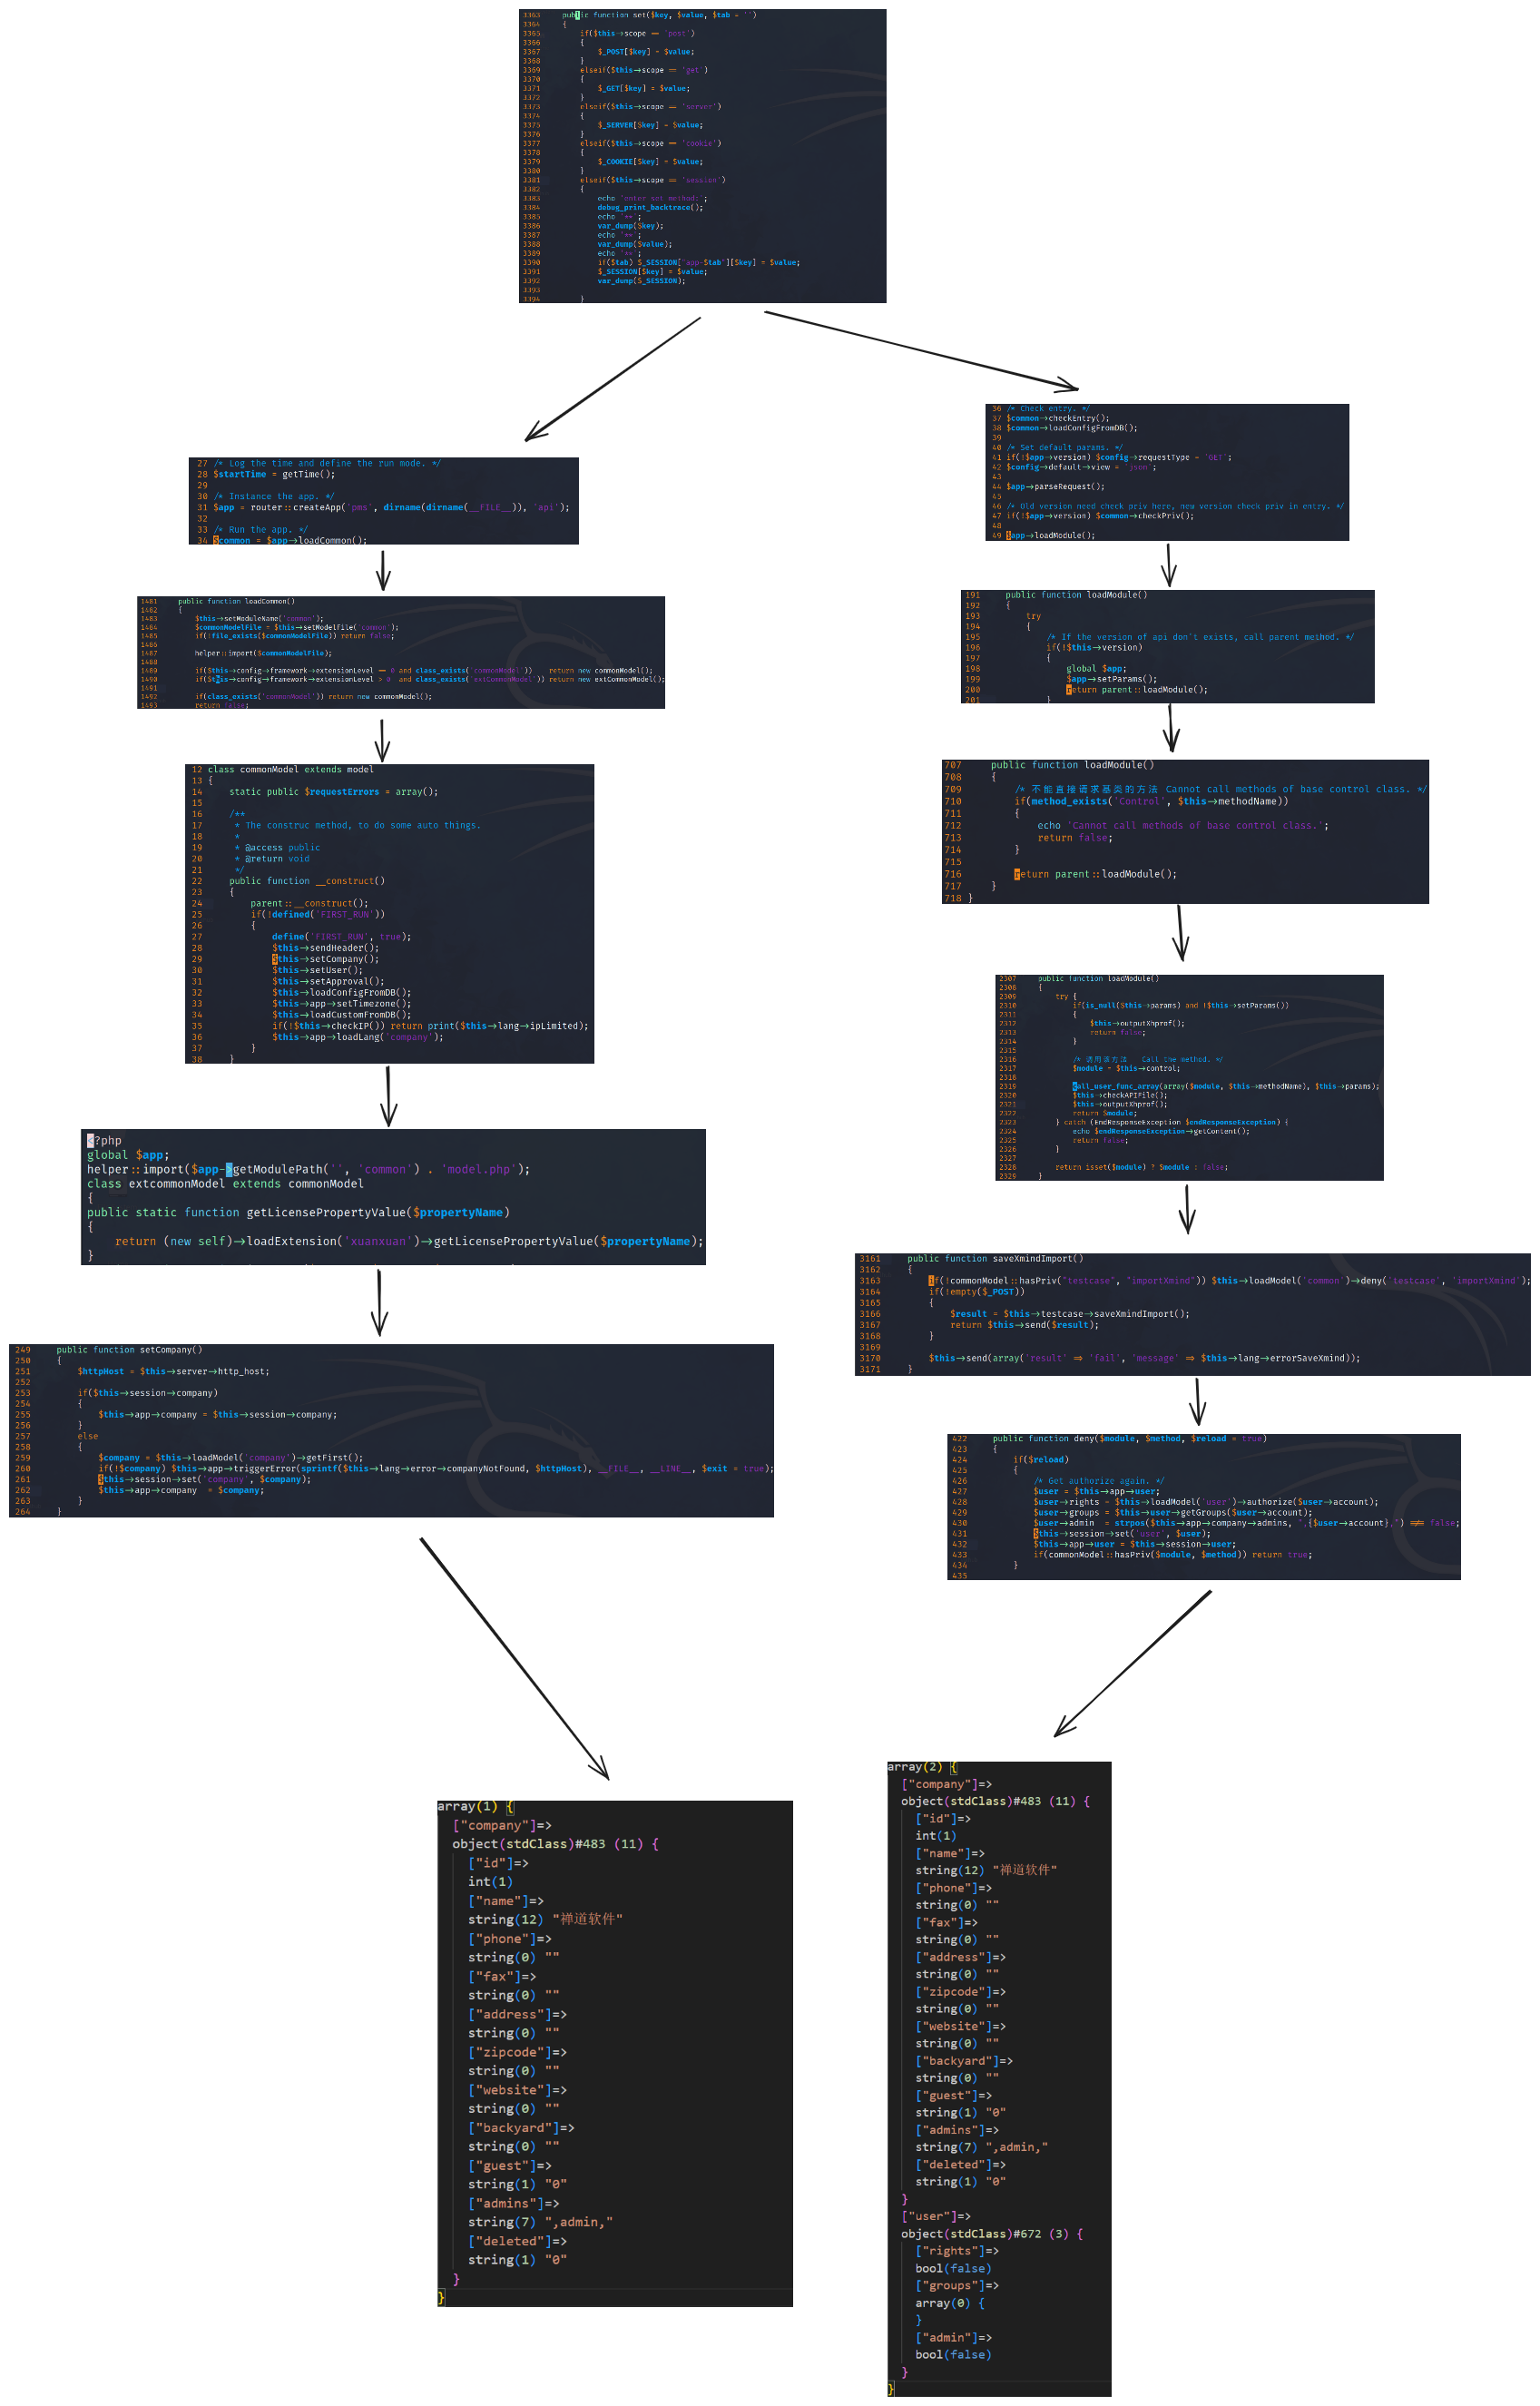 3363 public function set($key, $value, $tab = '')
3364 {
3365 if($this->scope == 'post')
3366 {
3367 $_POST[$key] = $value;
3368 }
3369 elseif($this->scope == 'get')
3370 {
3371 $_GET[$key] = $value;
3372 }
3373 elseif($this->scope == 'server')
3374 {
3375 $_SERVER[$key] = $value;
3376 }
3377 elseif($this->scope == 'cookie')
3378 {
3379 $_COOKIE[$key] = $value;
3380 }
3381 elseif($this->scope == 'session')
3382 {
3383 echo 'enter set method:';
3384 debug_print_backtrace();
3385 echo '**';
3386 var_dump($key);
3387 echo '**';
3388 var_dump($value);
3389 echo '**';
3390 if($tab) $_SESSION['app-$tab'][$key] = $value;
3391 $_SESSION[$key] = $value;
3392 var_dump($_SESSION);
3393
3394 }
27 /* Log the time and define the run mode. */
28 $startTime = getTime();
29
30 /* Instance the app. */
31 $app = router::createApp('pms', dirname(dirname(__FILE__)), 'api');
32
33 /* Run the app. */
34 $common = $app->loadCommon();
1481 public function loadCommon()
1482 {
1483 $this->setModuleName('common');
1484 $commonModelFile = $this->setModelFile('common');
1485 if(!file_exists($commonModelFile)) return false;
1486
1487 helper::import($commonModelFile);
1488
1489 if($this->config->framework->extensionLevel == 0 and class_exists('commonModel')) return new commonModel();
1490 if($this->config->framework->extensionLevel > 0 and class_exists('extCommonModel')) return new extCommonModel();
1491
1492 if(class_exists('commonModel')) return new commonModel();
1493 return false;
12 class commonModel extends model
13 {
14 static public $requestErrors = array();
15
16 /**
17 * The construc method, to do some auto things.
18 *
19 * @access public
20 * @return void
21 */
22 public function __construct()
23 {
24 parent::__construct();
25 if(!defined('FIRST_RUN'))
26 {
27 define('FIRST_RUN', true);
28 $this->sendHeader();
29 $this->setCompany();
30 $this->setUser();
31 $this->setApproval();
32 $this->loadConfigFromDB();
33 $this->app->setTimezone();
34 $this->loadCustomFromDB();
35 if(!$this->checkIP()) return print($this->lang->ipLimited);
36 $this->app->loadLang('company');
37 }
38 }
<?php
global $app;
helper::import($app->getModulePath('', 'common') . 'model.php');
class extcommonModel extends commonModel
{
public static function getLicensePropertyValue($propertyName)
{
return (new self)->loadExtension('xuanxuan')->getLicensePropertyValue($propertyName);
}
249 public function setCompany()
250 {
251 $httpHost = $this->server->http_host;
252
253 if($this->session->company)
254 {
255 $this->app->company = $this->session->company;
256 }
257 else
258 {
259 $company = $this->loadModel('company')->getFirst();
260 if(!$company) $this->app->triggerError(sprintf($this->lang->error->companyNotFound, $httpHost), __FILE__, __LINE__, $exit = true);
261 $this->session->set('company', $company);
262 $this->app->company = $company;
263 }
264 }
array(1) {
["company"]=>
object(stdClass)#483 (11) {
["id"]=>
int(1)
["name"]=>
string(12) "禅道软件"
["phone"]=>
string(0) ""
["fax"]=>
string(0) ""
["address"]=>
string(0) ""
["zipcode"]=>
string(0) ""
["website"]=>
string(0) ""
["backyard"]=>
string(0) ""
["guest"]=>
string(1) "0"
["admins"]=>
string(7) ",admin,"
["deleted"]=>
string(1) "0"
}
}
36 /* Check entry. */
37 $common->checkEntry();
38 $common->loadConfigFromDB();
39
40 /* Set default params. */
41 if(!$app->version) $config->requestType = 'GET';
42 $config->default->view = 'json';
43
44 $app->parseRequest();
45
46 /* Old version need check priv here, new version check priv in entry. */
47 if(!$app->version) $common->checkPriv();
48
49 $app->loadModule();
191 public function loadModule()
192 {
193 try
194 {
195 /* If the version of api don't exists, call parent method. */
196 if(!$this->version)
197 {
198 global $app;
199 $app->setParams();
200 return parent::loadModule();
201 }
707 public function loadModule()
708 {
709 /* 不能直接请求基类的方法 Cannot call methods of base control class. */
710 if(method_exists('Control', $this->methodName))
711 {
712 echo 'Cannot call methods of base control class.';
713 return false;
714 }
715
716 return parent::loadModule();
717 }
718 }
2307 public function loadModule()
2308 {
2309 try {
2310 if(is_null($this->params) and !$this->setParams())
2311 {
2312 $this->outputXhprof();
2313 return false;
2314 }
2315
2316 /* 调用该方法 Call the method. */
2317 $module = $this->control;
2318
2319 call_user_func_array(array($module, $this->methodName), $this->params);
2320 $this->checkAPIFile();
2321 $this->outputXhprof();
2322 return $module;
2323 } catch (EndResponseException $endResponseException) {
2324 echo $endResponseException->getContent();
2325 return false;
2326 }
2327
2328 return isset($module) ? $module : false;
2329 }
3161 public function saveXmindImport()
3162 {
3163 if(!commonModel::hasPriv("testcase", "importXmind")) $this->loadModel('common')->deny('testcase', 'importXmind');
3164 if(!empty($_POST))
3165 {
3166 $result = $this->testcase->saveXmindImport();
3167 return $this->send($result);
3168 }
3169
3170 $this->send(array('result' => 'fail', 'message' => $this->lang->errorSaveXmind));
3171 }
422 public function deny($module, $method, $reload = true)
423 {
424 if($reload)
425 {
426 /* Get authorize again. */
427 $user = $this->app->user;
428 $user->rights = $this->loadModel('user')->authorize($user->account);
429 $user->groups = $this->user->getGroups($user->account);
430 $user->admin = strpos($this->app->company->admins, ",{$user->account},") !== false;
431 $this->session->set('user', $user);
432 $this->app->user = $this->session->user;
433 if(commonModel::hasPriv($module, $method)) return true;
434 }
435
array(2) {
["company"]=>
object(stdClass)#483 (11) {
["id"]=>
int(1)
["name"]=>
string(12) "禅道软件"
["phone"]=>
string(0) ""
["fax"]=>
string(0) ""
["address"]=>
string(0) ""
["zipcode"]=>
string(0) ""
["website"]=>
string(0) ""
["backyard"]=>
string(0) ""
["guest"]=>
string(1) "0"
["admins"]=>
string(7) ",admin,"
["deleted"]=>
string(1) "0"
}
["user"]=>
object(stdClass)#672 (3) {
["rights"]=>
bool(false)
["groups"]=>
array(0) {
}
["admin"]=>
bool(false)
}
}